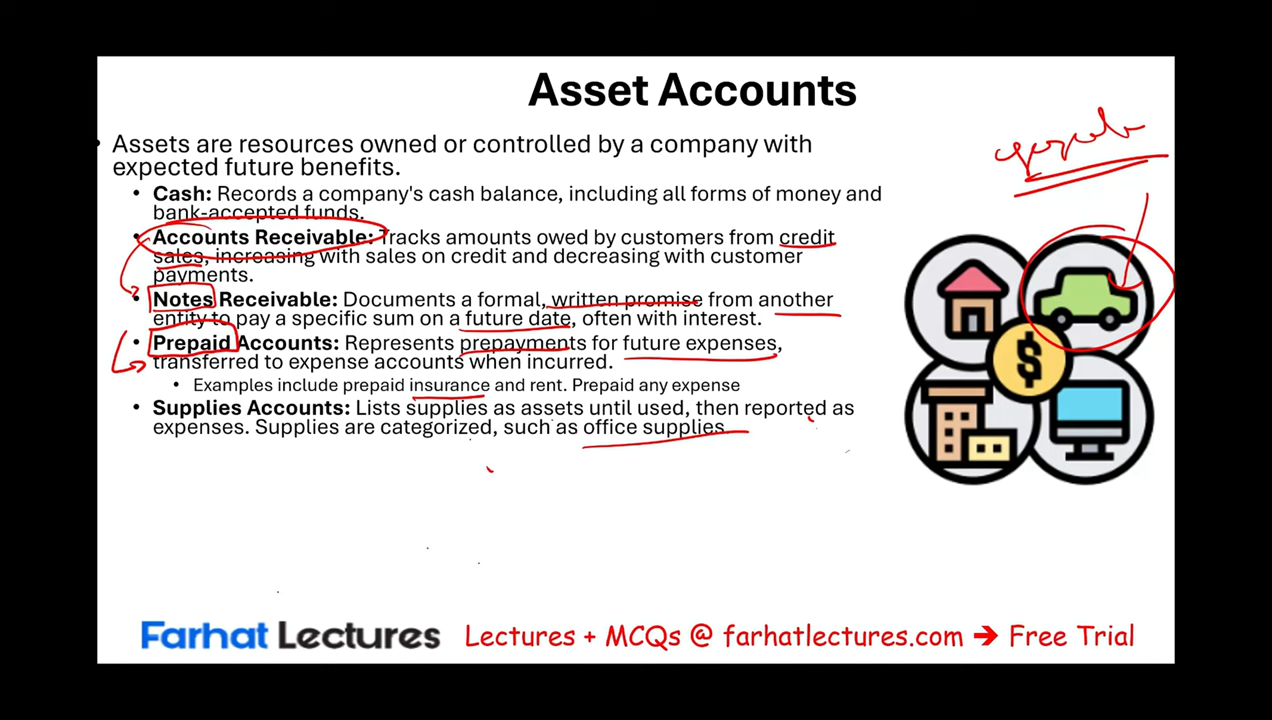 Asset Accounts
• Assets are resources owned or controlled by a company with
expected future benefits.
• Cash: Records a company's cash balance, including all forms of money and
bank-accepted funds.
• Accounts Receivable: Tracks amounts owed by customers from credit
sales, increasing with sales on credit and decreasing with customer
payments.
• Notes Receivable: Documents a formal, written promise from another
entity to pay a specific sum on a future date, often with interest.
• Prepaid Accounts: Represents prepayments for future expenses,
transferred to expense accounts when incurred.
• Examples include prepaid insurance and rent. Prepaid any expense
• Supplies Accounts: Lists supplies as assets until used, then reported as
expenses. Supplies are categorized, such as office supplies
$
Farhat Lectures Lectures + MCQs @ farhatlectures.com ➔ Free Trial